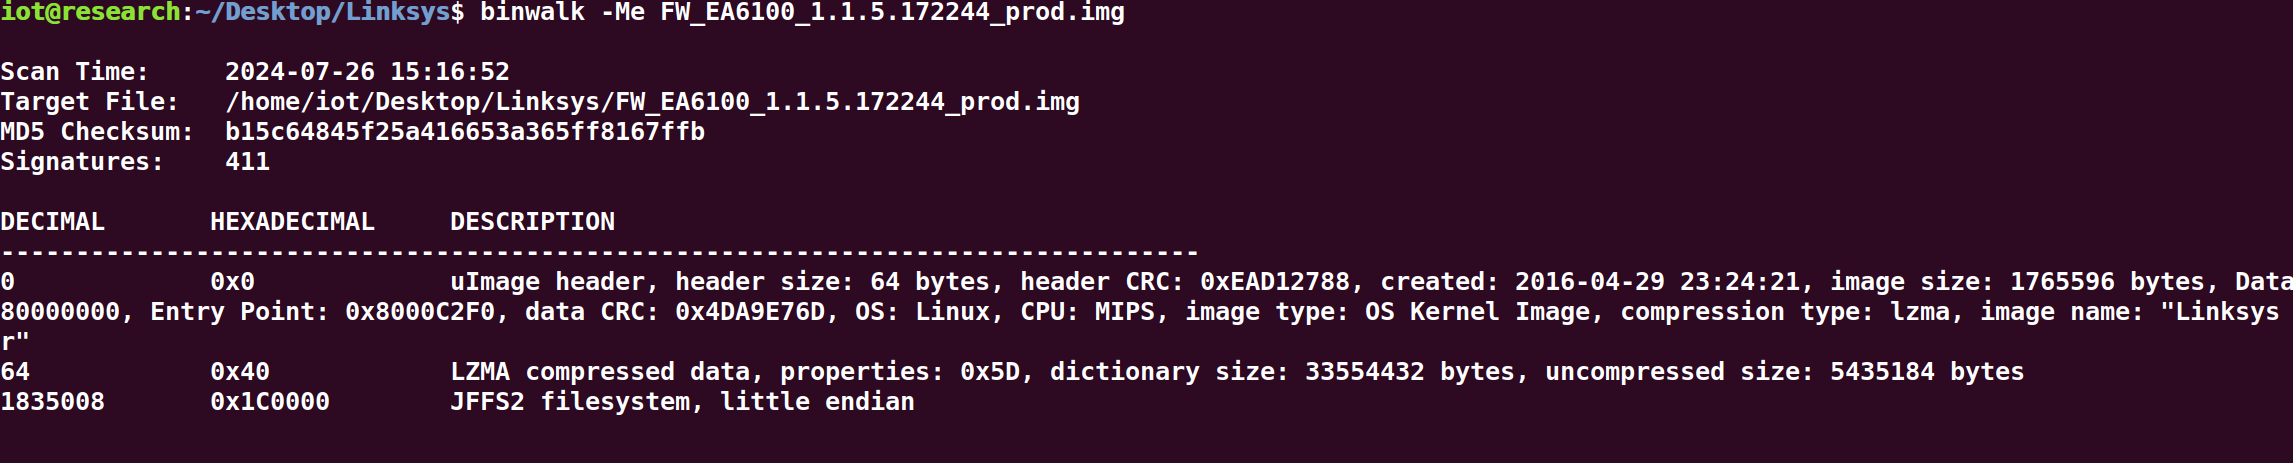 iot@research:~/Desktop/Linksys$ binwalk -Me FW_EA6100_1.1.5.172244_prod.img
Scan Time:     2024-07-26 15:16:52
Target File:   /home/iot/Desktop/Linksys/FW_EA6100_1.1.5.172244_prod.img
MD5 Checksum:  b15c64845f25a416653a365ff8167ffb
Signatures:    411
DECIMAL       HEXADECIMAL     DESCRIPTION
--------------------------------------------------------------------------------
0             0x0             uImage header, header size: 64 bytes, header CRC: 0xEAD12788, created: 2016-04-29 23:24:21, image size: 1765596 bytes, Data
80000000, Entry Point: 0x8000C2F0, data CRC: 0x4DA9E76D, OS: Linux, CPU: MIPS, image type: OS Kernel Image, compression type: lzma, image name: "Linksys
r"
64            0x40            LZMA compressed data, properties: 0x5D, dictionary size: 33554432 bytes, uncompressed size: 5435184 bytes
1835008       0x1C0000        JFFS2 filesystem, little endian